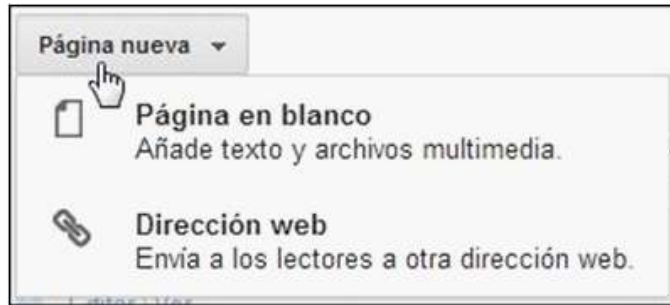 Página nueva
Página en blanco
Añade texto y archivos multimedia.
Dirección web
Envía a los lectores a otra dirección web.